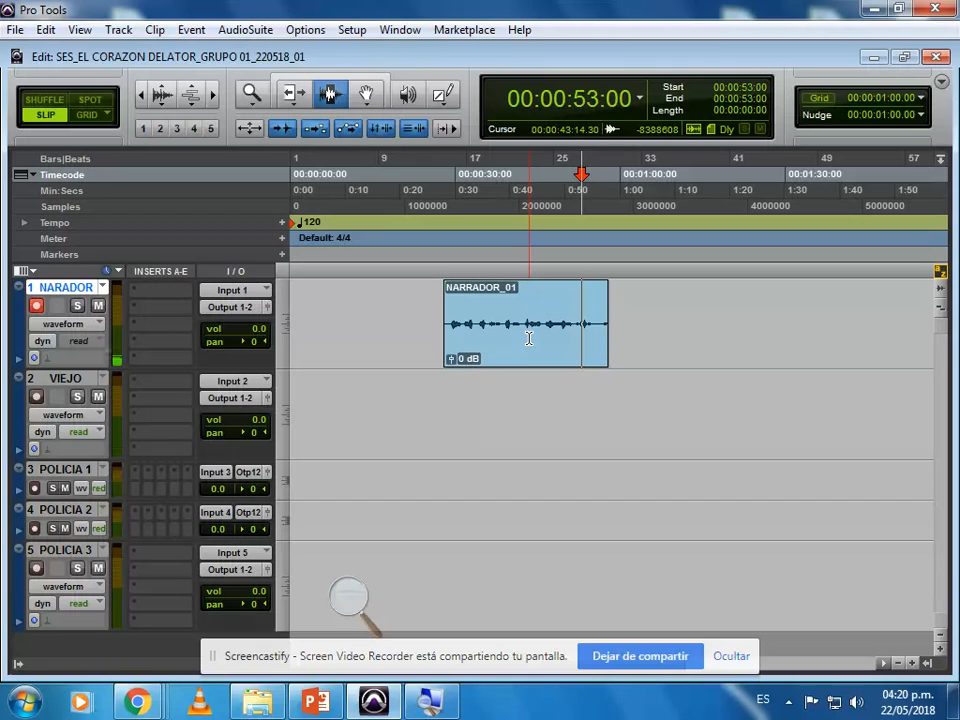 Pro Tools
File Edit View Track Clip Event AudioSuite Options Setup Window Marketplace Help
Edit: SES_EL CORAZON DELATOR_GRUPO 01_220518_01
SHUFFLE SPOT
SLIP GRID
1 2 3 4 5
00:00:53:00
Start 00:00:53:00
End 00:00:53:00
Length 00:00:00:00
Cursor 00:00:43:14.30 -8388608 Dly
Grid 00:00:01:00.00
Nudge 00:00:01:00.00
Bars|Beats 1 9 17 25 33 41 49 57
Timecode 00:00:00:00 00:00:30:00 00:01:00:00 00:01:30:00
Min:Secs 0:00 0:10 0:20 0:30 0:40 0:50 1:00 1:10 1:20 1:30 1:40 1:50
Samples 0 1000000 2000000 3000000 4000000 5000000
Tempo 120
Meter Default: 4/4
Markers
INSERTS A-E I / O
1 NARADOR Input 1
S M Output 1-2
waveform vol 0.0
dyn read pan 0
NARRADOR_01
0 dB
2 VIEJO Input 2
S M Output 1-2
waveform vol 0.0
dyn read pan 0
3 POLICIA 1 Input 3 Otp12
S M wv red 0.0 0
4 POLICIA 2 Input 4 Otp12
S M wv red 0.0 0
5 POLICIA 3 Input 5
S M Output 1-2
waveform vol 0.0
dyn read pan 0
Screencastify - Screen Video Recorder está compartiendo tu pantalla. Dejar de compartir Ocultar
ES 04:20 p.m.
22/05/2018